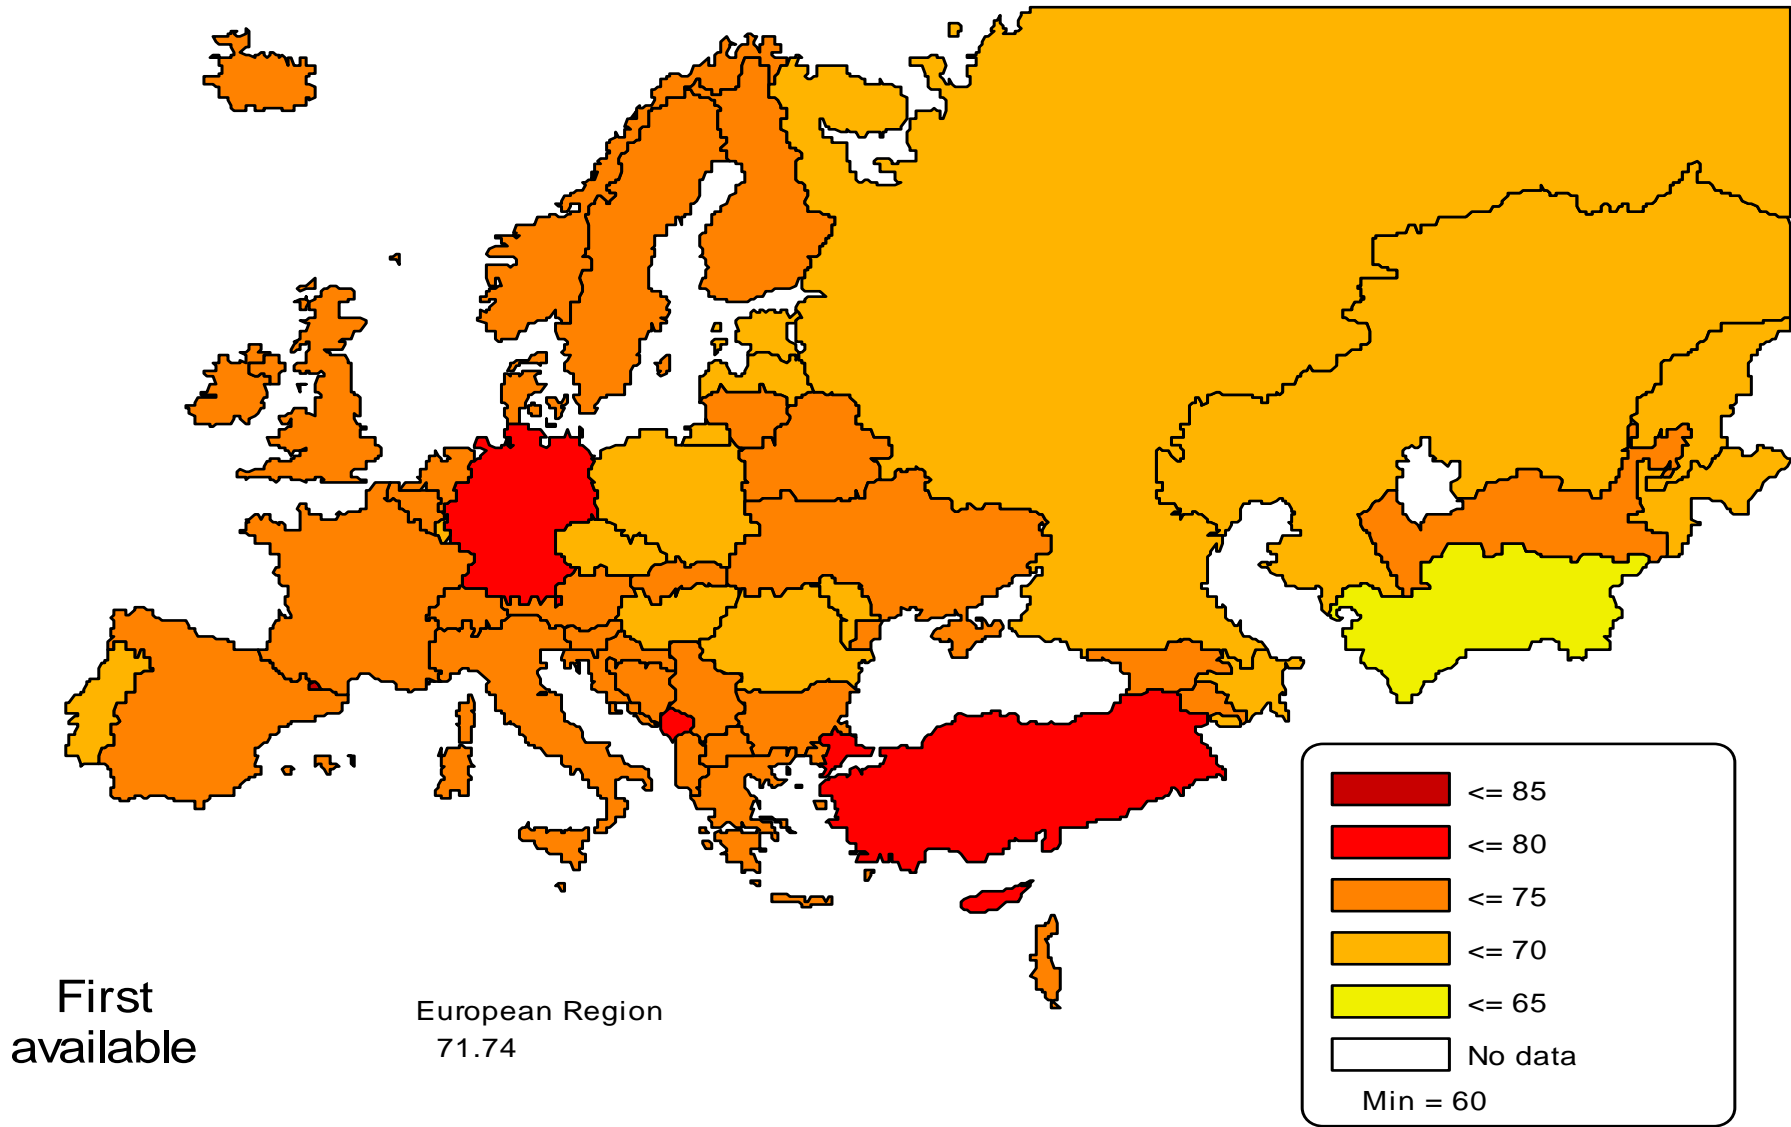 First
available
European Region
71.74
<= 85
<= 80
<= 75
<= 70
<= 65
No data
Min = 60